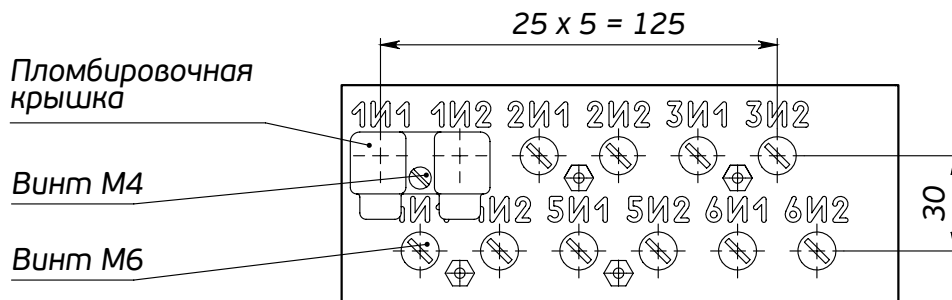 25 x 5 = 125
Пломбировочная
крышка
1И1 1И2 2И1 2И2 3И1 3И2
Винт М4
5И1 5И2 6И1 6И2
30
Винт М6